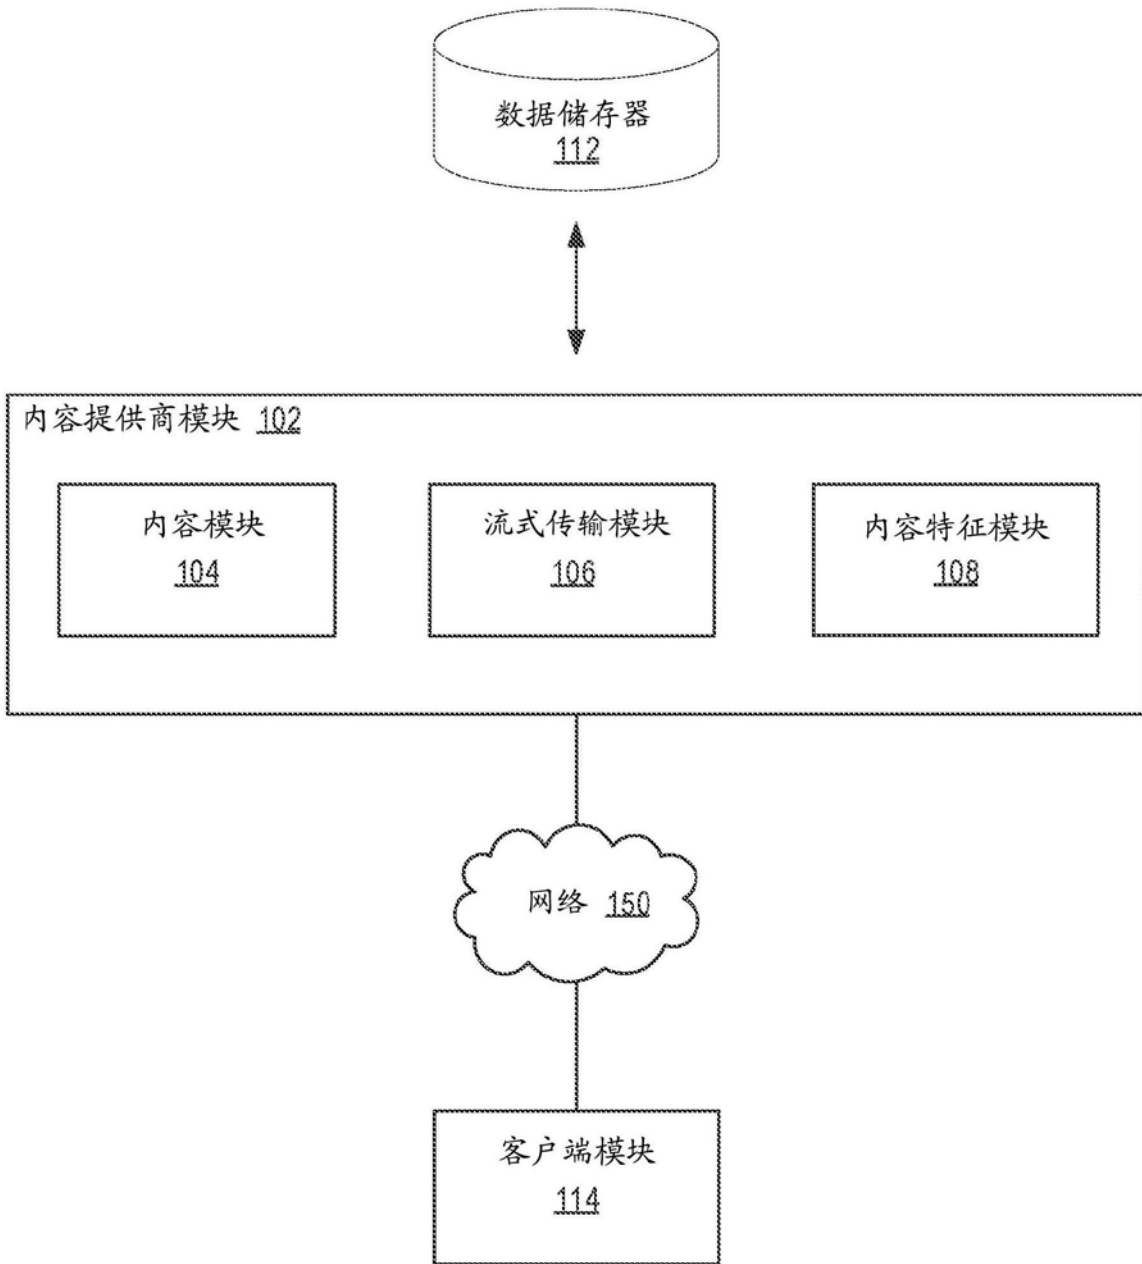 数据储存器
112
内容提供商模块 102
内容模块
104
流式传输模块
106
内容特征模块
108
网络 150
客户端模块
114